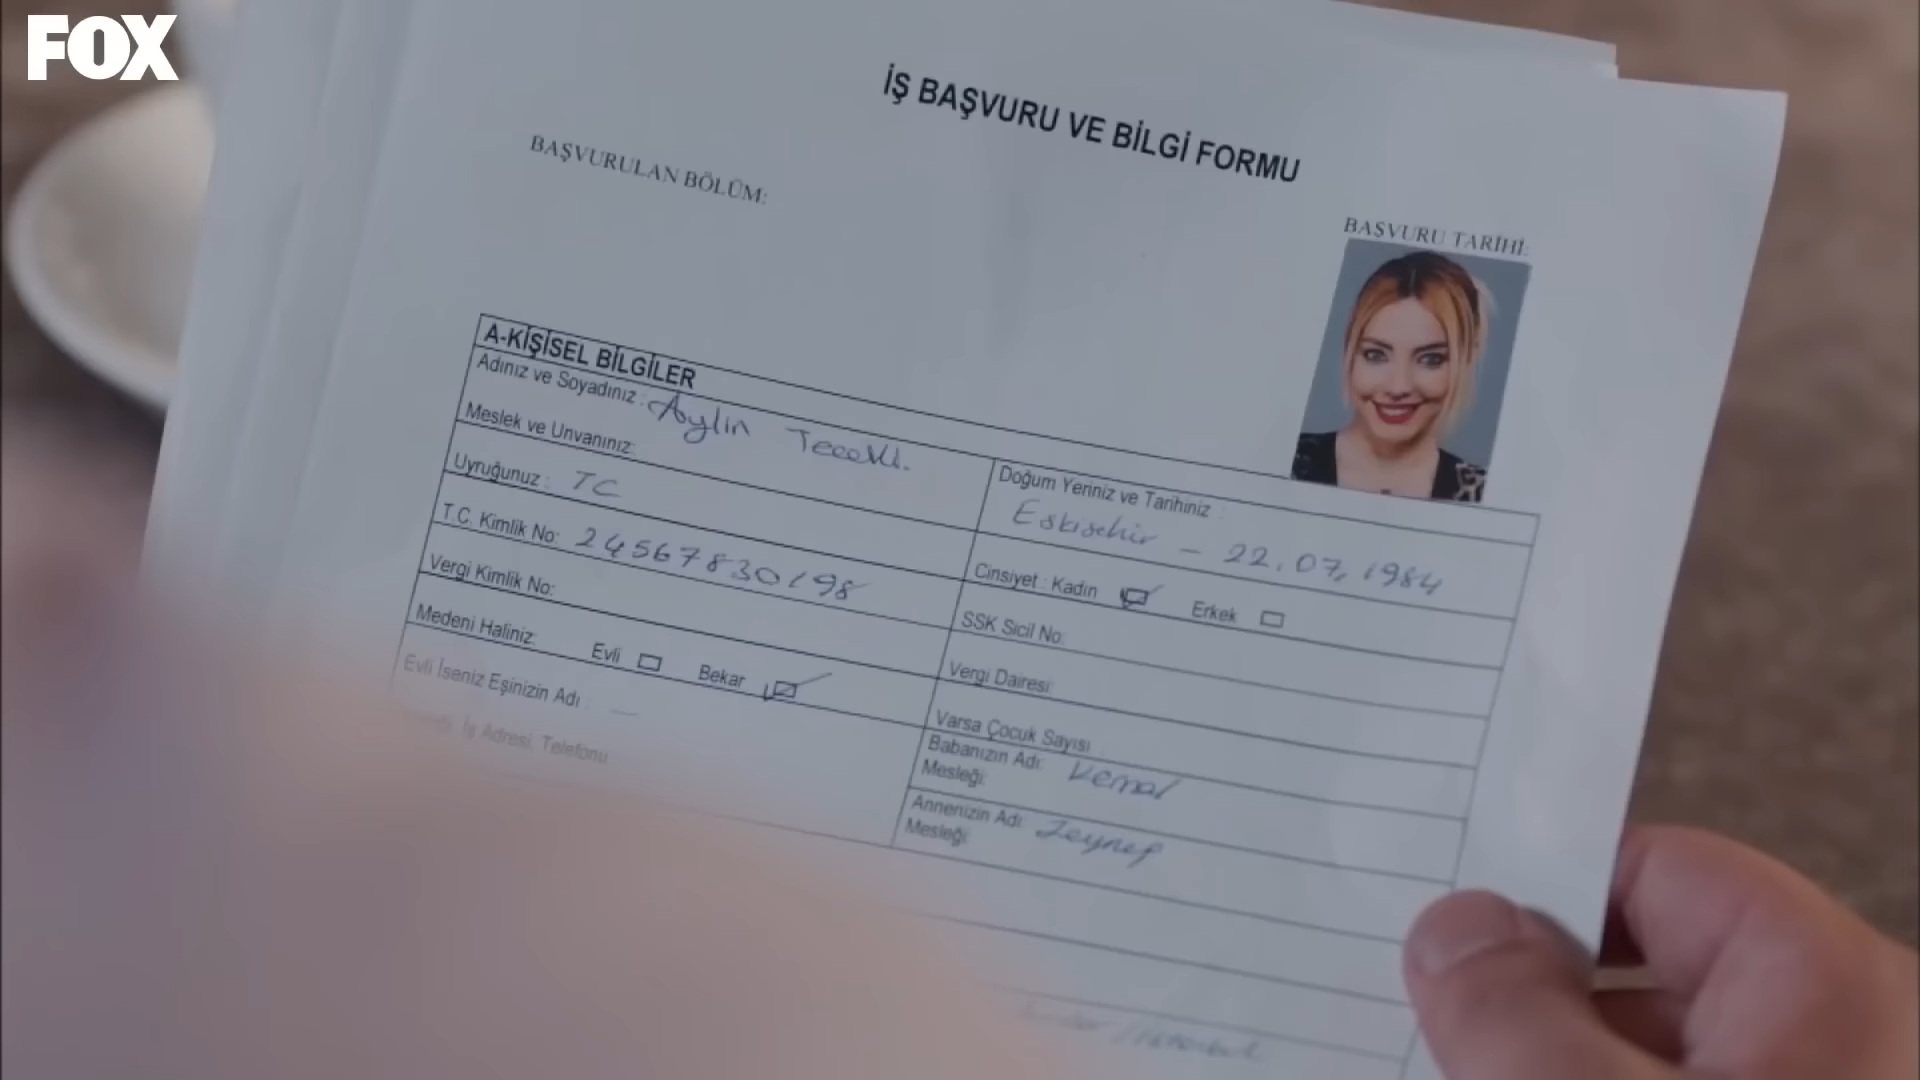 FOX
İŞ BAŞVURU VE BİLGİ FORMU
BAŞVURULAN BÖLÜM:
BAŞVURU TARİHİ:
A-KİŞİSEL BİLGİLER
Adınız ve Soyadınız : Aylin
Doğum Yeriniz ve Tarihiniz :
Eskişehir - 22.07.1984
Meslek ve Unvanınız:
Uyruğunuz : TC
Cinsiyet : Kadın Erkek
T.C. Kimlik No: 24567830198
SSK Sicil No:
Vergi Kimlik No:
Vergi Dairesi:
Medeni Haliniz: Evli Bekar
Varsa Çocuk Sayısı :
Evli İseniz Eşinizin Adı :
Babanızın Adı: Kemal
Mesleği:
İş Adresi, Telefonu
Annenizin Adı: Zeynep
Mesleği: